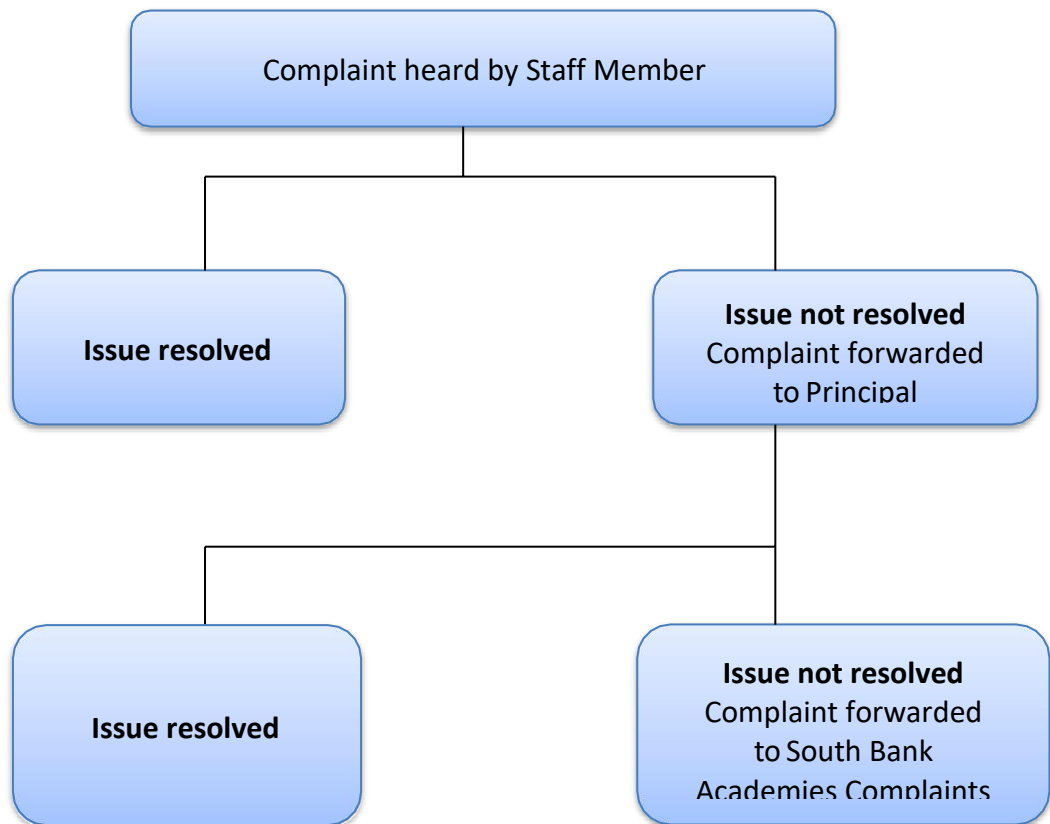 Complaint heard by Staff Member
Issue resolved
Issue not resolved
Complaint forwarded
to Principal
Issue resolved
Issue not resolved
Complaint forwarded
to South Bank
Academies Complaints